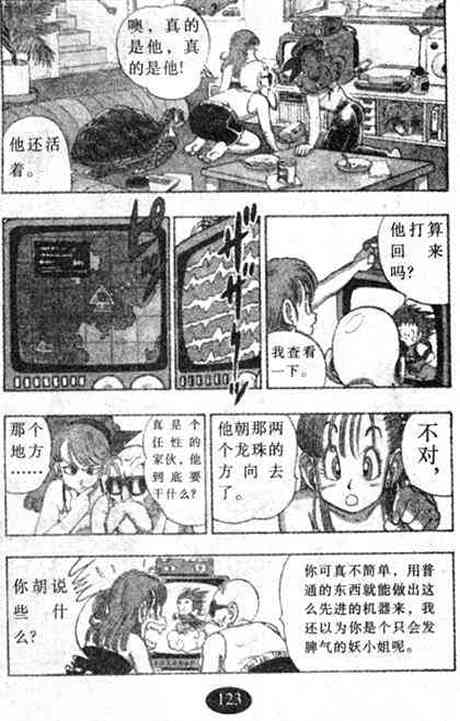 噢，真的
是他，真
的是他！
他还活
着。
他打算
回来
吗？
我查看
一下。
不对，
他朝那两
个龙珠的
方向去
了。
真是个
任性的
家伙，他
到底要
干什么？
那个
地方
……
你可真不简单，用普
通的东西就能做出这
么先进的机器来，我
还以为你是个只会发
脾气的妖小姐呢。
你胡说
些什
么？
123